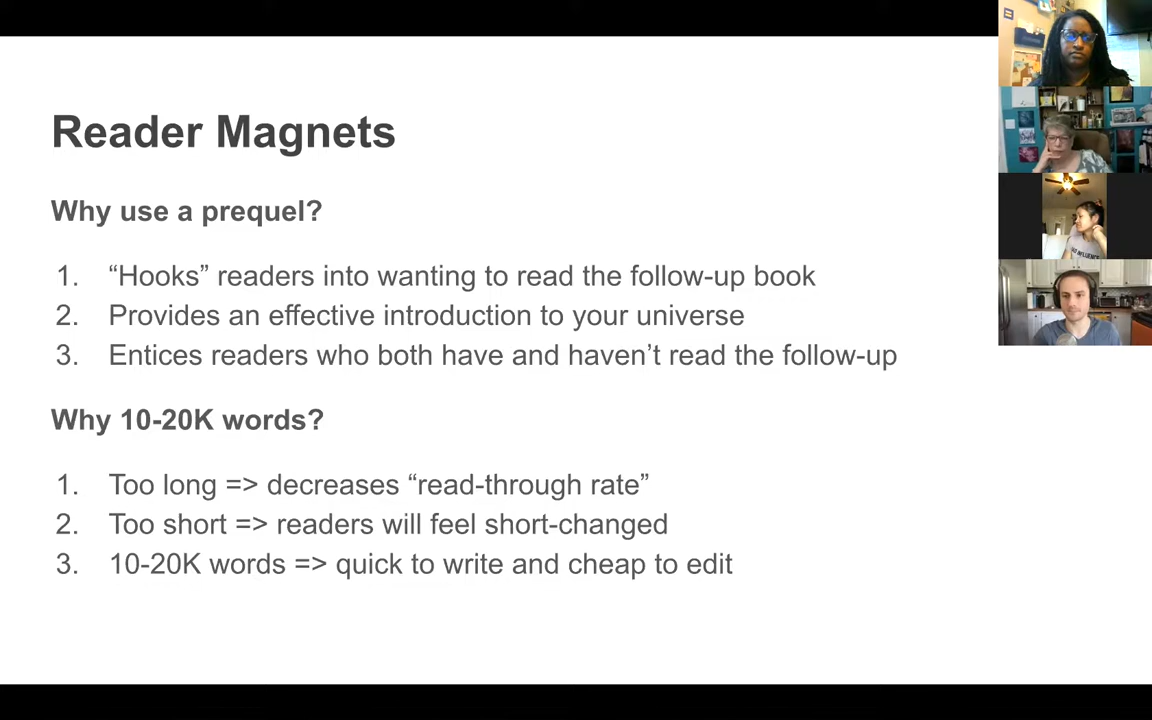 Reader Magnets
Why use a prequel?
1. “Hooks” readers into wanting to read the follow-up book
2. Provides an effective introduction to your universe
3. Entices readers who both have and haven’t read the follow-up
Why 10-20K words?
1. Too long => decreases “read-through rate”
2. Too short => readers will feel short-changed
3. 10-20K words => quick to write and cheap to edit